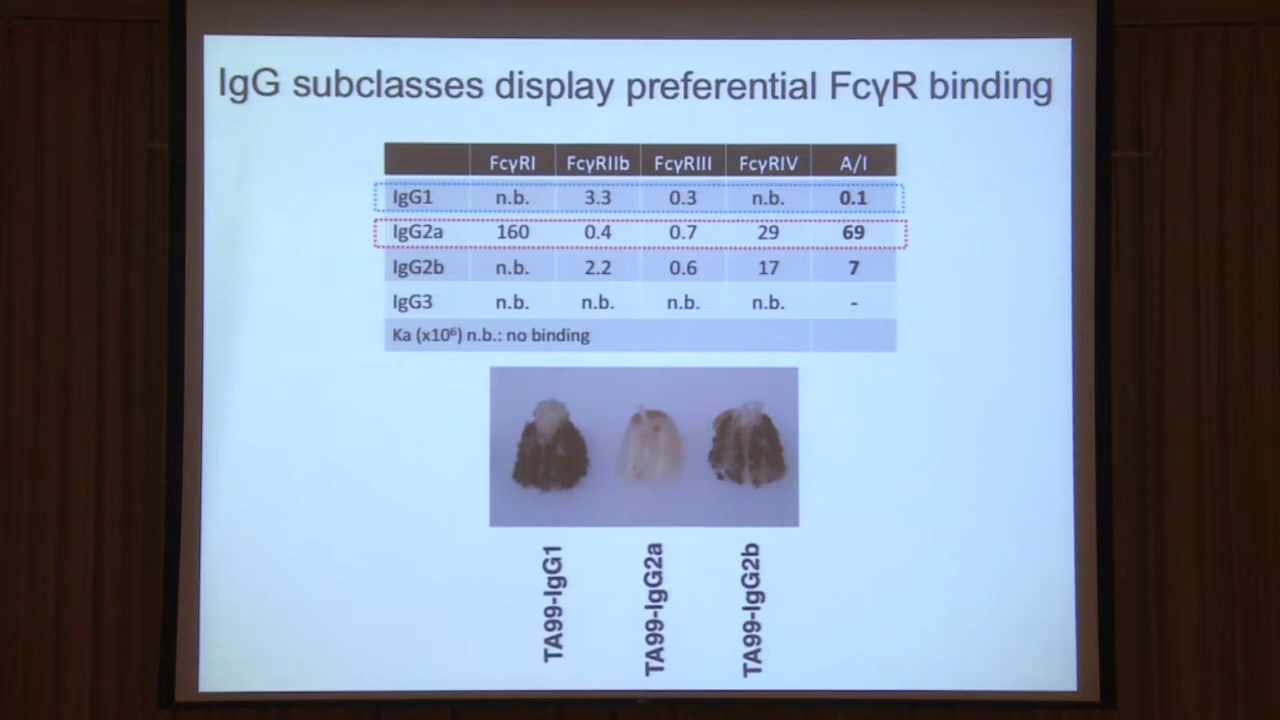 IgG subclasses display preferential FcγR binding
FcγRI FcγRIIb FcγRIII FcγRIV A/I
IgG1 n.b. 3.3 0.3 n.b. 0.1
IgG2a 160 0.4 0.7 29 69
IgG2b n.b. 2.2 0.6 17 7
IgG3 n.b. n.b. n.b. n.b. -
Ka (x10⁶) n.b.: no binding
TA99-IgG1
TA99-IgG2a
TA99-IgG2b